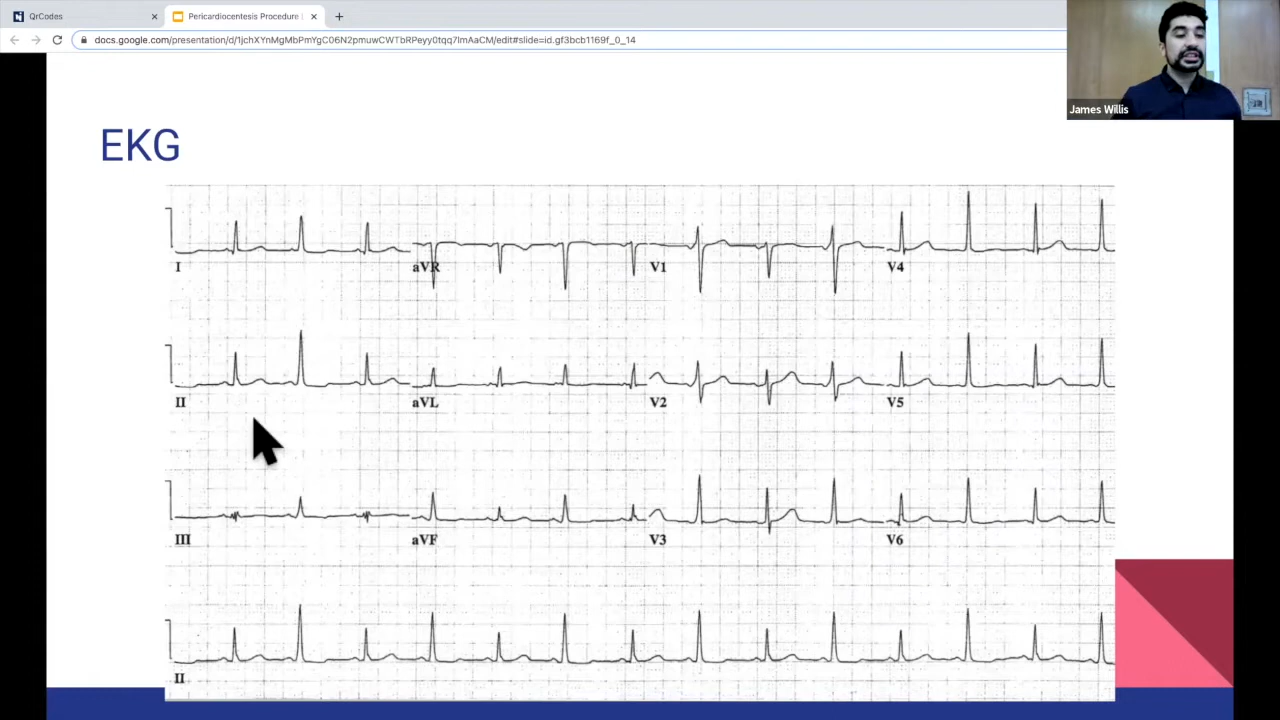 QrCodes
Pericardiocentesis Procedure
docs.google.com/presentation/d/1jchXYnMgMbPmYgC06N2pmuwCWTbRPeyy0tqq7ImAaCM/edit#slide=id.gf3bcb1169f_0_14
James Willis
EKG
I aVR V1 V4
II aVL V2 V5
III aVF V3 V6
II